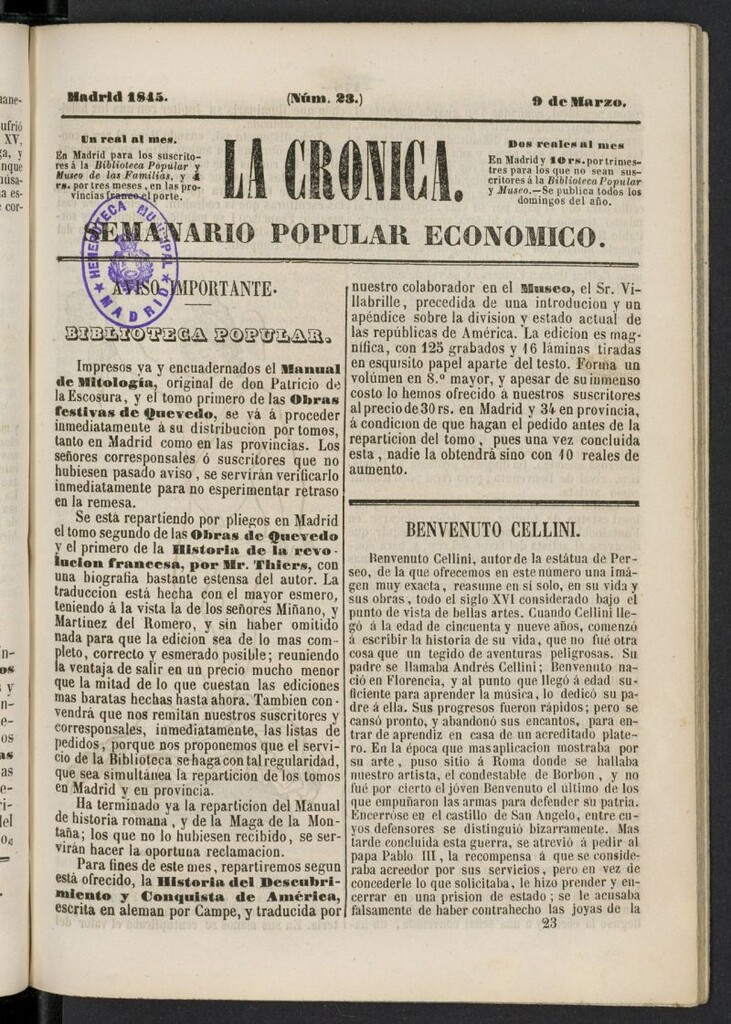 Madrid 1845.
(Núm. 23.)
9 de Marzo.
Un real al mes.
En Madrid para los suscrito-
res á la Biblioteca Popular y
Museo de las Familias, y 4
rs. por tres meses, en las pro-
vincias franco el porte.
LA CRONICA.
Dos reales al mes
En Madrid y 10 rs. por trimes-
tres para los que no sean sus-
critores á la Biblioteca Popular
y Museo.—Se publica todos los
domingos del año.
SEMANARIO POPULAR ECONOMICO.
HEMEROTECA MUNICIPAL
MADRID
AVISO IMPORTANTE.
BIBLIOTECA POPULAR.
Impresos ya y encuadernados el Manual
de Mitología, original de don Patricio de
la Escosura, y el tomo primero de las Obras
festivas de Quevedo, se vá á proceder
inmediatamente á su distribucion por tomos,
tanto en Madrid como en las provincias. Los
señores corresponsales ó suscritores que no
hubiesen pasado aviso, se servirán verificarlo
inmediatamente para no esperimentar retraso
en la remesa.
Se está repartiendo por pliegos en Madrid
el tomo segundo de las Obras de Quevedo
y el primero de la Historia de la revo-
lucion francesa, por Mr. Thiers, con
una biografia bastante estensa del autor. La
traduccion está hecha con el mayor esmero,
teniendo á la vista la de los señores Miñano, y
Martinez del Romero, y sin haber omitido
nada para que la edicion sea de lo mas com-
pleto, correcto y esmerado posible; reuniendo
la ventaja de salir en un precio mucho menor
que la mitad de lo que cuestan las ediciones
mas baratas hechas hasta ahora. Tambien con-
vendrá que nos remitan nuestros suscritores y
corresponsales, inmediatamente, las listas de
pedidos, porque nos proponemos que el servi-
cio de la Biblioteca se haga con tal regularidad,
que sea simultánea la reparticion de los tomos
en Madrid y en provincia.
Ha terminado ya la reparticion del Manual
de historia romana, y de la Maga de la Mon-
taña; los que no lo hubiesen recibido, se ser-
virán hacer la oportuna reclamacion.
Para fines de este mes, repartiremos segun
está ofrecido, la Historia del Descubri-
miento y Conquista de América,
escrita en aleman por Campe, y traducida por
nuestro colaborador en el Museo, el Sr. Vi-
llabrille, precedida de una introducion y un
apéndice sobre la division y estado actual de
las repúblicas de América. La edicion es mag-
nífica, con 125 grabados y 16 láminas tiradas
en esquisito papel aparte del testo. Forma un
volúmen en 8.º mayor, y apesar de su inmenso
costo lo hemos ofrecido á nuestros suscritores
al precio de 30 rs. en Madrid y 34 en provincia,
á condicion de que hagan el pedido antes de la
reparticion del tomo, pues una vez concluida
esta, nadie la obtendrá sino con 10 reales de
aumento.
BENVENUTO CELLINI.
Benvenuto Cellini, autor de la estátua de Per-
seo, de la que ofrecemos en este número una imá-
gen muy exacta, reasume en sí solo, en su vida y
sus obras, todo el siglo XVI considerado bajo el
punto de vista de bellas artes. Cuando Cellini lle-
gó á la edad de cincuenta y nueve años, comenzó
á escribir la historia de su vida, que no fué otra
cosa que un tegido de aventuras peligrosas. Su
padre se llamaba Andrés Cellini; Benvenuto na-
ció en Florencia, y al punto que llegó á edad su-
ficiente para aprender la música, lo dedicó su pa-
dre á ella. Sus progresos fueron rápidos; pero se
cansó pronto, y abandonó sus encantos, para en-
trar de aprendiz en casa de un acreditado plate-
ro. En la época que mas aplicacion mostraba por
su arte, puso sitió á Roma donde se hallaba
nuestro artista, el condestable de Borbon, y no
fué por cierto el jóven Benvenuto el último de los
que empuñaron las armas para defender su patria.
Encerróse en el castillo de San Angelo, entre cu-
yos defensores se distinguió bizarramente. Mas
tarde concluida esta guerra, se atrevió á pedir al
papa Pablo III, la recompensa á que se conside-
raba acreedor por sus servicios, pero en vez de
concederle lo que solicitaba, le hizo prender y en-
cerrar en una prision de estado; se le acusaba
falsamente de haber contrahecho las joyas de la
23